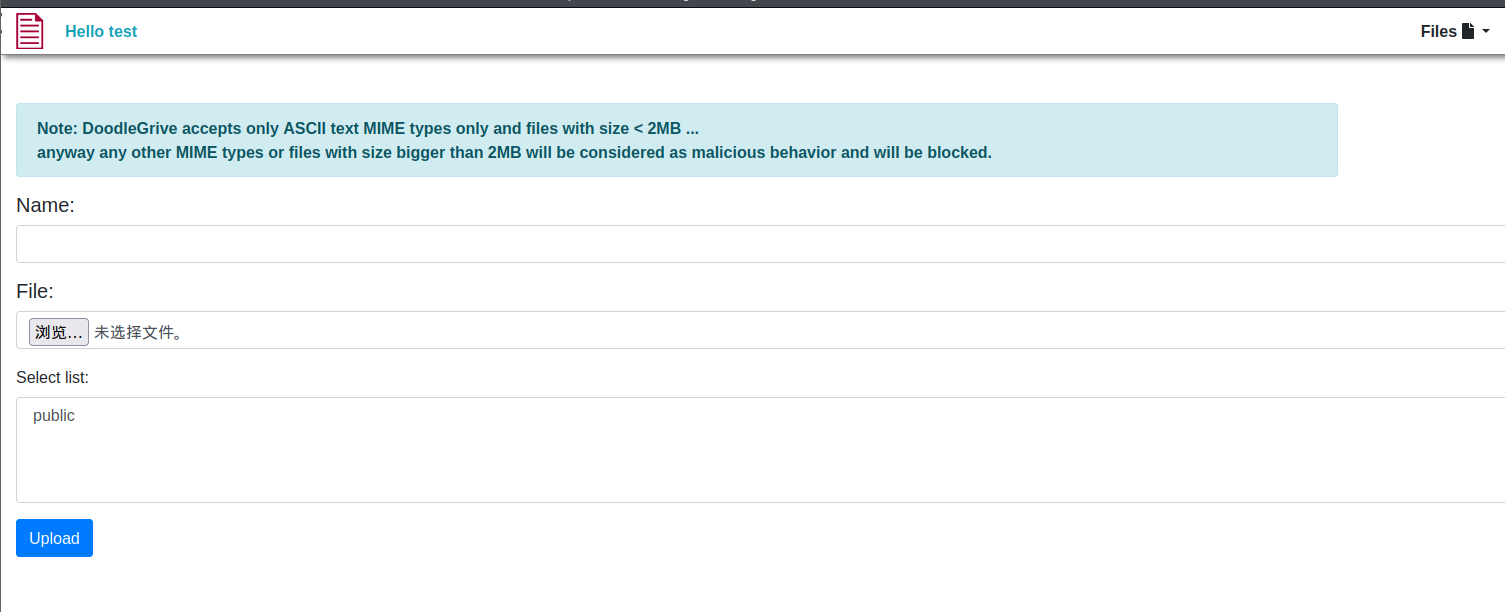 Hello test
Files
Note: DoodleGrive accepts only ASCII text MIME types only and files with size < 2MB ...
anyway any other MIME types or files with size bigger than 2MB will be considered as malicious behavior and will be blocked.
Name:
File:
浏览… 未选择文件。
Select list:
public
Upload